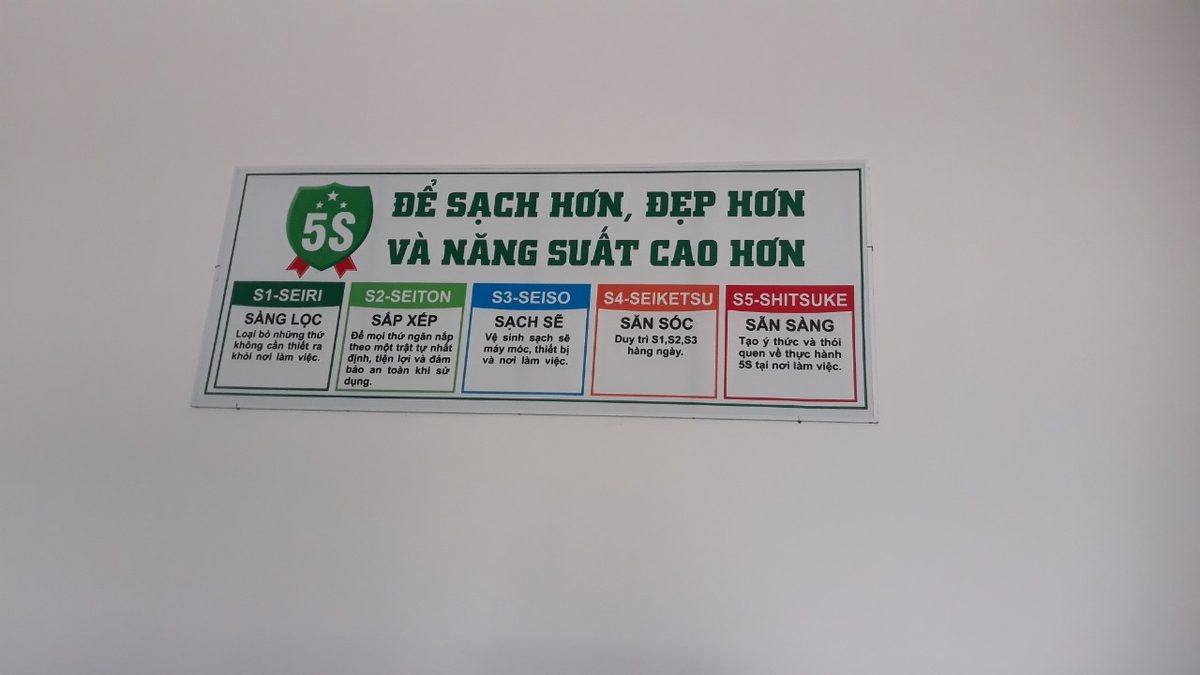 5S
ĐỂ SẠCH HƠN, ĐẸP HƠN
VÀ NĂNG SUẤT CAO HƠN
S1-SEIRI
SÀNG LỌC
Loại bỏ những thứ
không cần thiết ra
khỏi nơi làm việc.
S2-SEITON
SẮP XẾP
Để mọi thứ ngăn nắp
theo một trật tự nhất
định, tiện lợi và đảm
bảo an toàn khi sử
dụng.
S3-SEISO
SẠCH SẼ
Vệ sinh sạch sẽ
máy móc, thiết bị
và nơi làm việc.
S4-SEIKETSU
SĂN SÓC
Duy trì S1,S2,S3
hàng ngày.
S5-SHITSUKE
SẴN SÀNG
Tạo ý thức và thói
quen về thực hành
5S tại nơi làm việc.